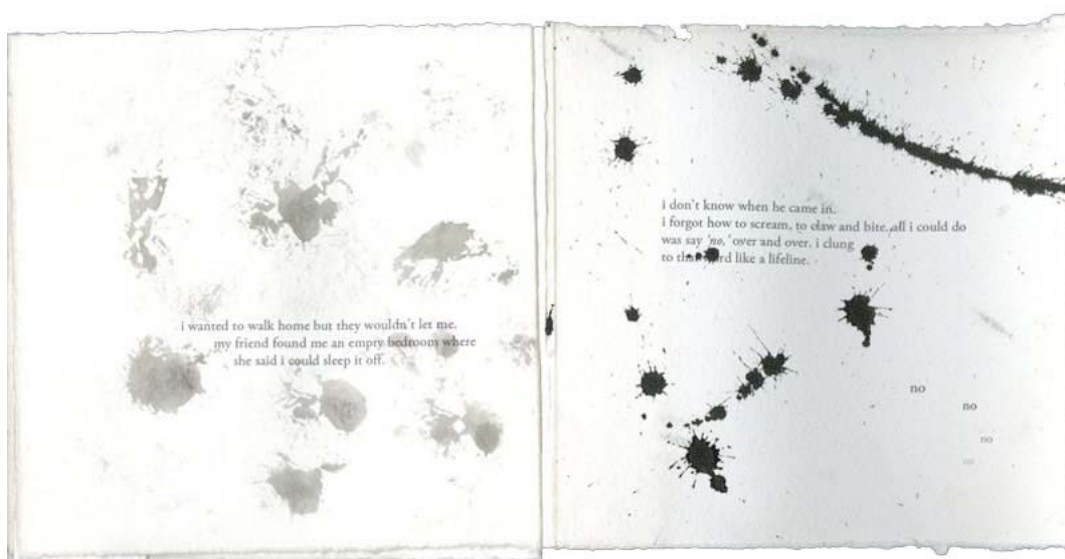 i wanted to walk home but they wouldn't let me.
my friend found me an empty bedroom where
she said i could sleep it off.
i don't know when he came in.
i forgot how to scream, to claw and bite. all i could do
was say 'no,' over and over. i clung
to like a lifeline.
no
no
no
no